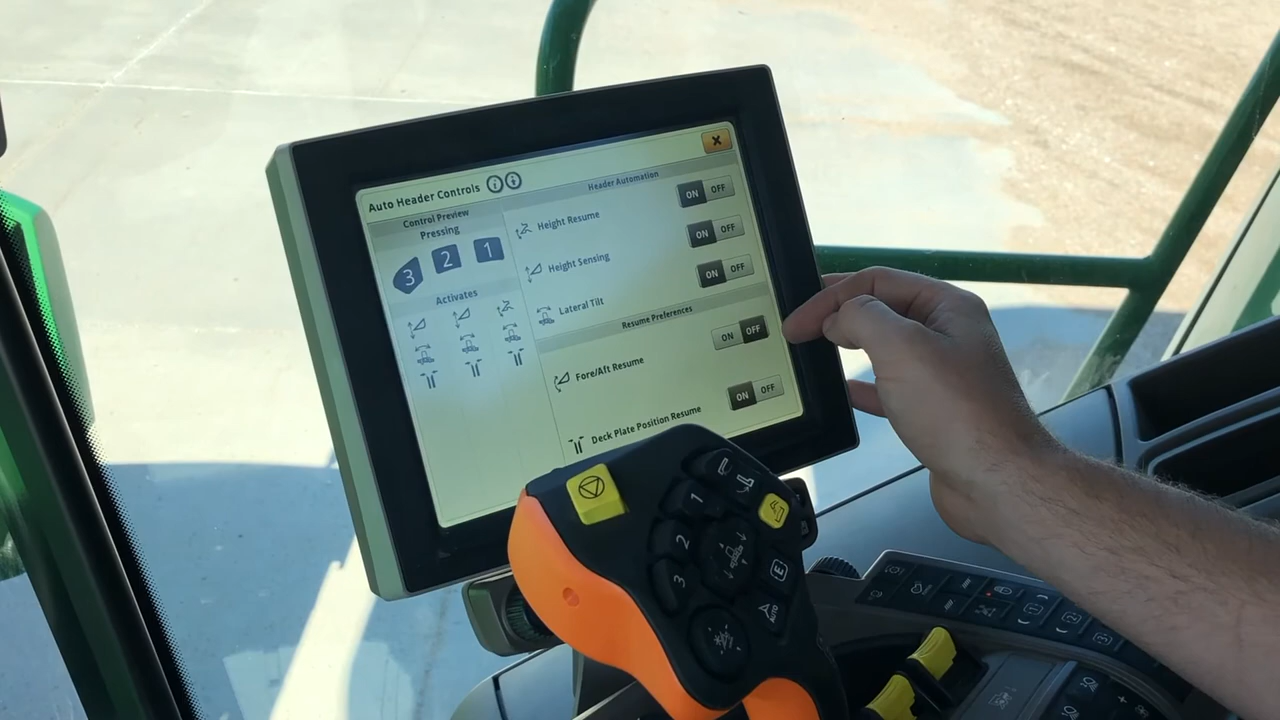 Auto Header Controls
Control Preview
Pressing
3 2 1
Activates
Header Automation
Height Resume
ON OFF
Height Sensing
ON OFF
Lateral Tilt
ON OFF
Resume Preferences
Fore/Aft Resume
ON OFF
Deck Plate Position Resume
ON OFF
1
2
3
E
AUTO